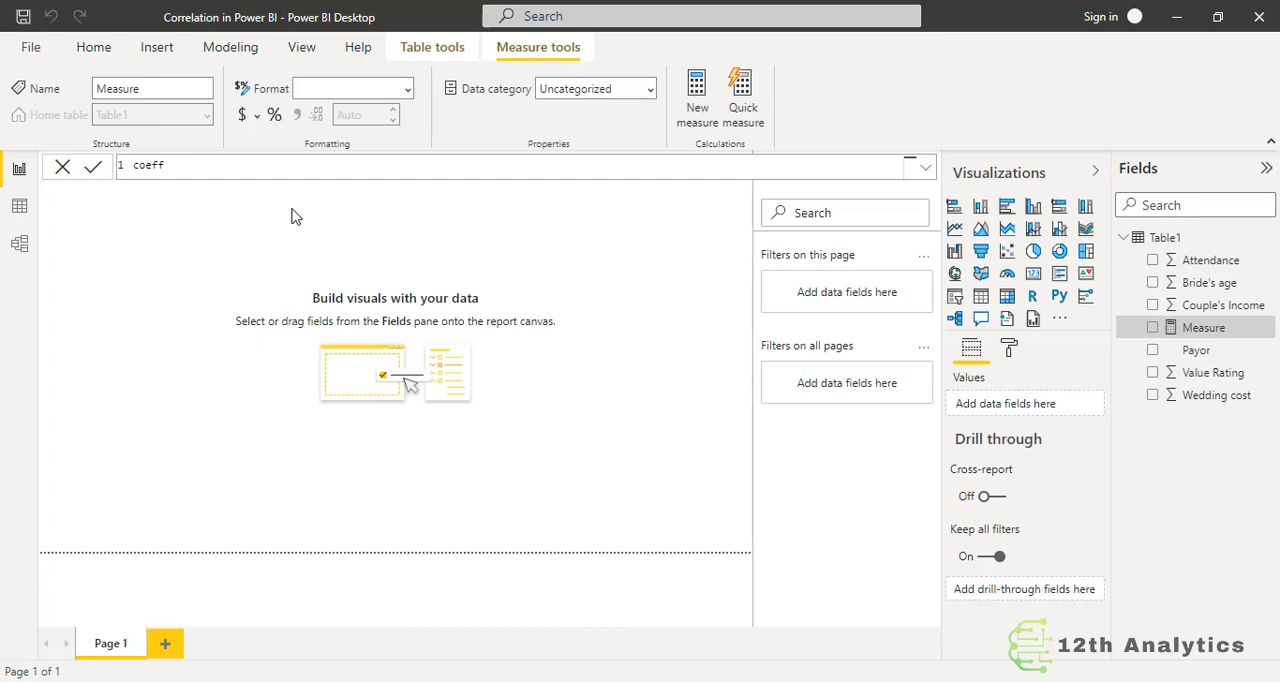 Correlation in Power BI - Power BI Desktop
Search
Sign in
File
Home
Insert
Modeling
View
Help
Table tools
Measure tools
Name
Measure
Home table
Table1
Structure
Format
$
%
Auto
Formatting
Data category
Uncategorized
Properties
New
measure
Quick
measure
Calculations
1 coeff
Build visuals with your data
Select or drag fields from the Fields pane onto the report canvas.
Search
Filters on this page
...
Add data fields here
Filters on all pages
...
Add data fields here
Visualizations
123
R
Py
...
Values
Add data fields here
Drill through
Cross-report
Off
Keep all filters
On
Add drill-through fields here
Fields
Search
Table1
Attendance
Bride's age
Couple's Income
Measure
Payor
Value Rating
Wedding cost
Page 1
+
Page 1 of 1
12th Analytics